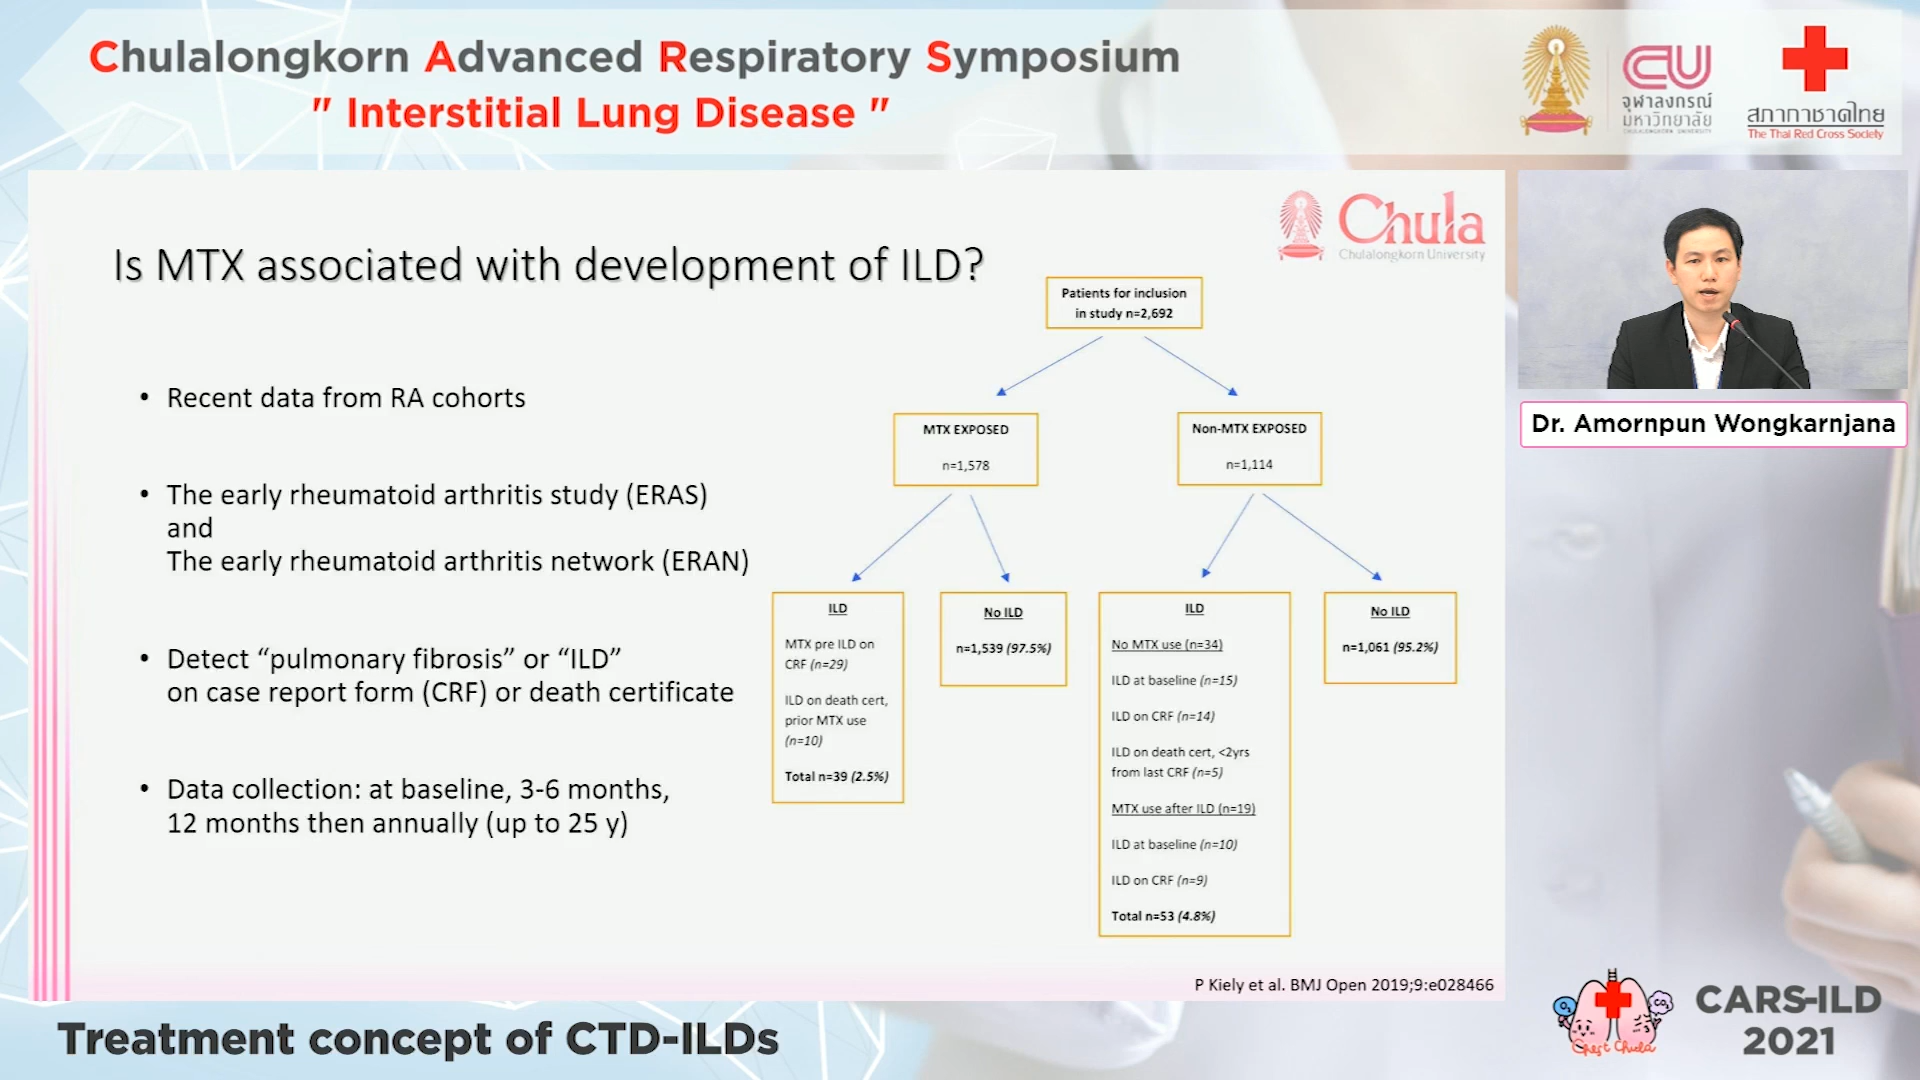 Chulalongkorn Advanced Respiratory Symposium
" Interstitial Lung Disease "
CU
จุฬาลงกรณ์
มหาวิทยาลัย
CHULALONGKORN UNIVERSITY
สภากาชาดไทย
The Thai Red Cross Society
Chula
Chulalongkorn University
Is MTX associated with development of ILD?
• Recent data from RA cohorts
• The early rheumatoid arthritis study (ERAS)
and
The early rheumatoid arthritis network (ERAN)
• Detect “pulmonary fibrosis” or “ILD”
on case report form (CRF) or death certificate
• Data collection: at baseline, 3-6 months,
12 months then annually (up to 25 y)
Patients for inclusion
in study n=2,692
MTX EXPOSED
n=1,578
Non-MTX EXPOSED
n=1,114
ILD
MTX pre ILD on
CRF (n=29)
ILD on death cert,
prior MTX use
(n=10)
Total n=39 (2.5%)
No ILD
n=1,539 (97.5%)
ILD
No MTX use (n=34)
ILD at baseline (n=15)
ILD on CRF (n=14)
ILD on death cert, <2yrs
from last CRF (n=5)
MTX use after ILD (n=19)
ILD at baseline (n=10)
ILD on CRF (n=9)
Total n=53 (4.8%)
No ILD
n=1,061 (95.2%)
P Kiely et al. BMJ Open 2019;9:e028466
Dr. Amornpun Wongkarnjana
Treatment concept of CTD-ILDs
O₂
CO₂
Chest Chula
CARS-ILD
2021